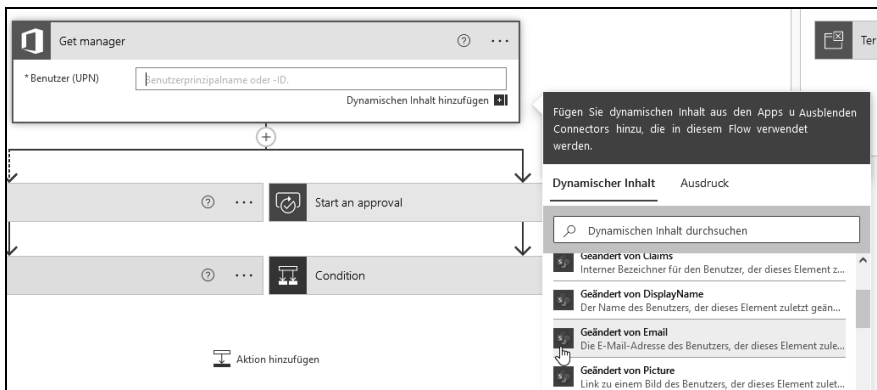 Get manager
Ter
* Benutzer (UPN)
Benutzerprinzipalname oder -ID.
Dynamischen Inhalt hinzufügen
Fügen Sie dynamischen Inhalt aus den Apps u Ausblenden
Connectors hinzu, die in diesem Flow verwendet
werden.
Dynamischer Inhalt Ausdruck
Start an approval
Dynamischen Inhalt durchsuchen
Geändert von Claims
Interner Bezeichner für den Benutzer, der dieses Element z...
Condition
Geändert von DisplayName
Der Name des Benutzers, der dieses Element zuletzt geän...
Geändert von Email
Die E-Mail-Adresse des Benutzers, der dieses Element zule...
Aktion hinzufügen
Geändert von Picture
Link zu einem Bild des Benutzers, der dieses Element zulet...